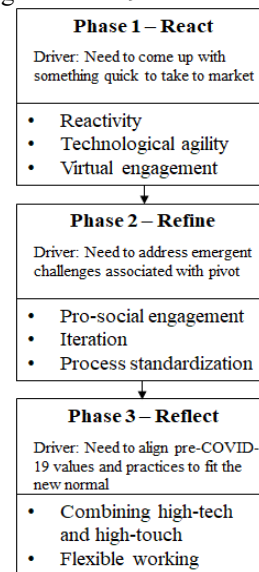 Phase 1 – React
Driver: Need to come up with
something quick to take to market
• Reactivity
• Technological agility
• Virtual engagement
Phase 2 – Refine
Driver: Need to address emergent
challenges associated with pivot
• Pro-social engagement
• Iteration
• Process standardization
Phase 3 – Reflect
Driver: Need to align pre-COVID-
19 values and practices to fit the
new normal
• Combining high-tech
and high-touch
• Flexible working